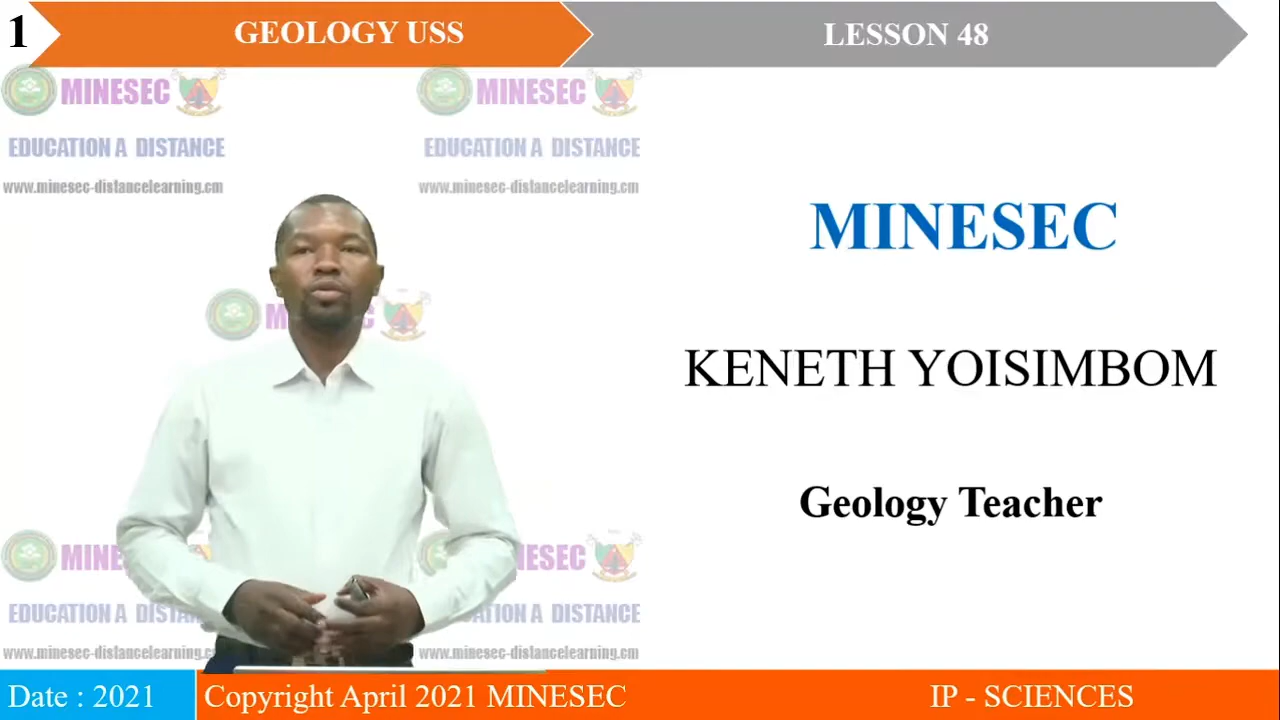 1
GEOLOGY USS
LESSON 48
MINESEC
MINESEC
EDUCATION A DISTANCE
EDUCATION A DISTANCE
www.minesec-distancelearning.cm
www.minesec-distancelearning.cm
MINESEC
KENETH YOISIMBOM
Geology Teacher
EDUCATION A
DISTANCE
www.minesec-distancelearning.cm
Date : 2021
Copyright April 2021 MINESEC
IP - SCIENCES